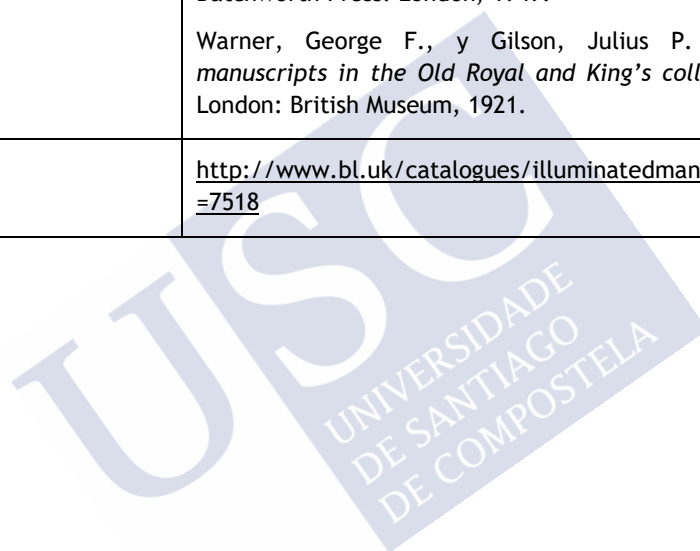 Warner, George F., y Gilson, Julius P.
manuscripts in the Old Royal and King’s coll
London: British Museum, 1921.
http://www.bl.uk/catalogues/illuminatedman
=7518
USC
UNIVERSIDADE
DE SANTIAGO
DE COMPOSTELA